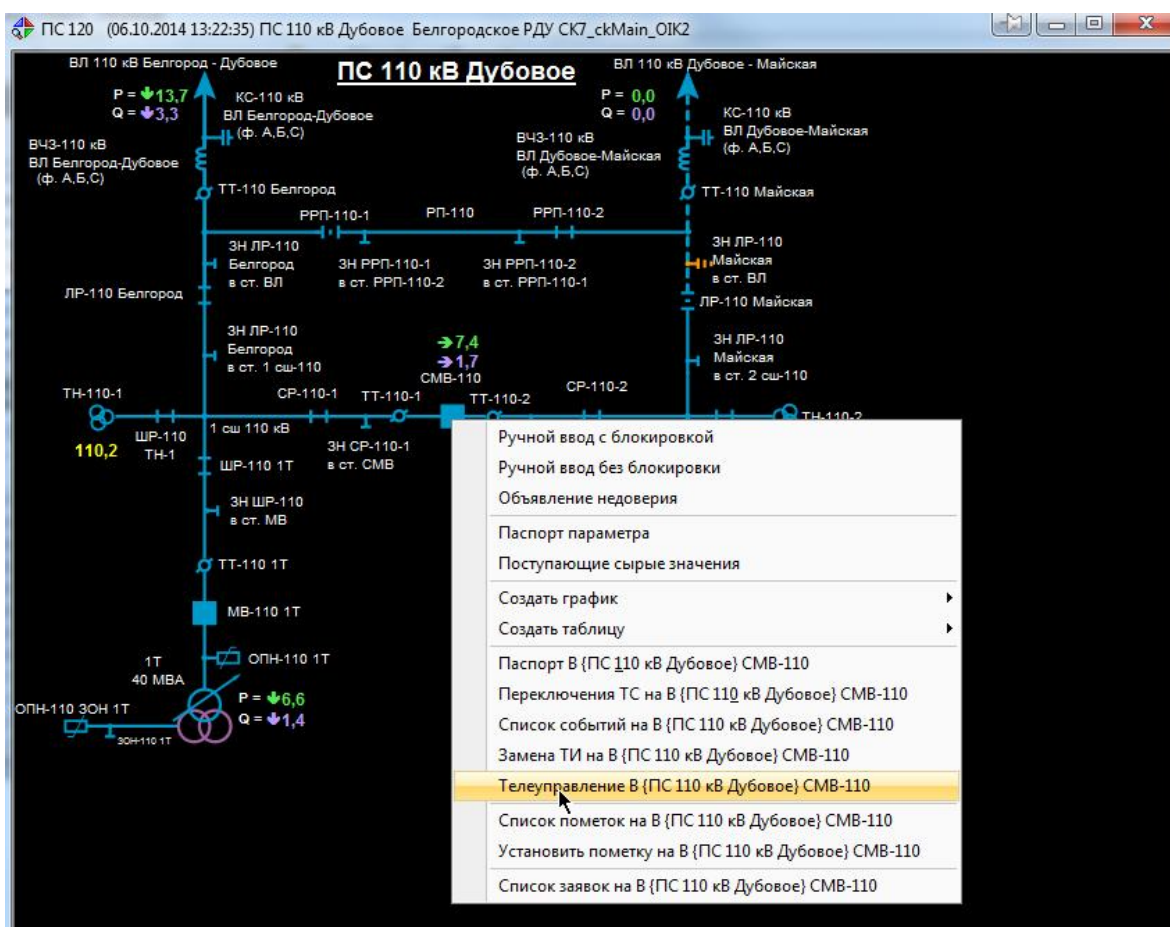 ПС 120 (06.10.2014 13:22:35) ПС 110 кВ Дубовое Белгородское РДУ СК7_ckMain_OIK2
ВЛ 110 кВ Белгород - Дубовое
ПС 110 кВ Дубовое
ВЛ 110 кВ Дубовое - Майская
P = 13,7
Q = 3,3
КС-110 кВ
ВЛ Белгород-Дубовое
(ф. А,Б,С)
P = 0,0
Q = 0,0
КС-110 кВ
ВЛ Дубовое-Майская
(ф. А,Б,С)
ВЧЗ-110 кВ
ВЛ Белгород-Дубовое
(ф. А,Б,С)
ВЧЗ-110 кВ
ВЛ Дубовое-Майская
(ф. А,Б,С)
ТТ-110 Белгород
ТТ-110 Майская
РРП-110-1
РП-110
РРП-110-2
ЗН ЛР-110
Белгород
в ст. ВЛ
ЗН РРП-110-1
в ст. РРП-110-2
ЗН РРП-110-2
в ст. РРП-110-1
ЗН ЛР-110
Майская
в ст. ВЛ
ЛР-110 Белгород
ЛР-110 Майская
ЗН ЛР-110
Белгород
в ст. 1 сш-110
7,4
1,7
СМВ-110
ЗН ЛР-110
Майская
в ст. 2 сш-110
ТН-110-1
СР-110-1
ТТ-110-1
ТТ-110-2
СР-110-2
ТН-110-2
110,2
ШР-110
ТН-1
1 сш 110 кВ
ЗН СР-110-1
в ст. СМВ
ШР-110 1Т
ЗН ШР-110
в ст. МВ
ТТ-110 1Т
МВ-110 1Т
1Т
40 МВА
ОПН-110 1Т
ОПН-110 ЗОН 1Т
ЗОН-110 1Т
P = 6,6
Q = 1,4
Ручной ввод с блокировкой
Ручной ввод без блокировки
Объявление недоверия
Паспорт параметра
Поступающие сырые значения
Создать график
Создать таблицу
Паспорт В {ПС 110 кВ Дубовое} СМВ-110
Переключения ТС на В {ПС 110 кВ Дубовое} СМВ-110
Список событий на В {ПС 110 кВ Дубовое} СМВ-110
Замена ТИ на В {ПС 110 кВ Дубовое} СМВ-110
Телеуправление В {ПС 110 кВ Дубовое} СМВ-110
Список пометок на В {ПС 110 кВ Дубовое} СМВ-110
Установить пометку на В {ПС 110 кВ Дубовое} СМВ-110
Список заявок на В {ПС 110 кВ Дубовое} СМВ-110